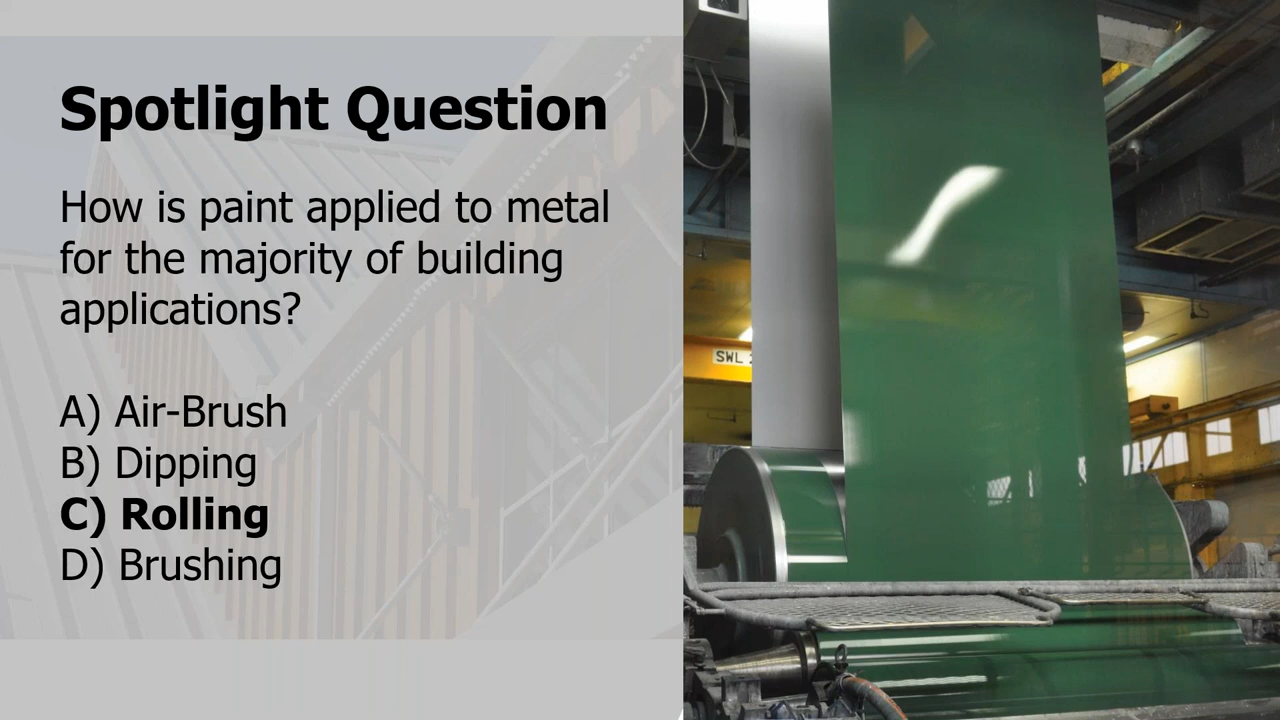 Spotlight Question
How is paint applied to metal
for the majority of building
applications?
A) Air-Brush
B) Dipping
C) Rolling
D) Brushing
SWL